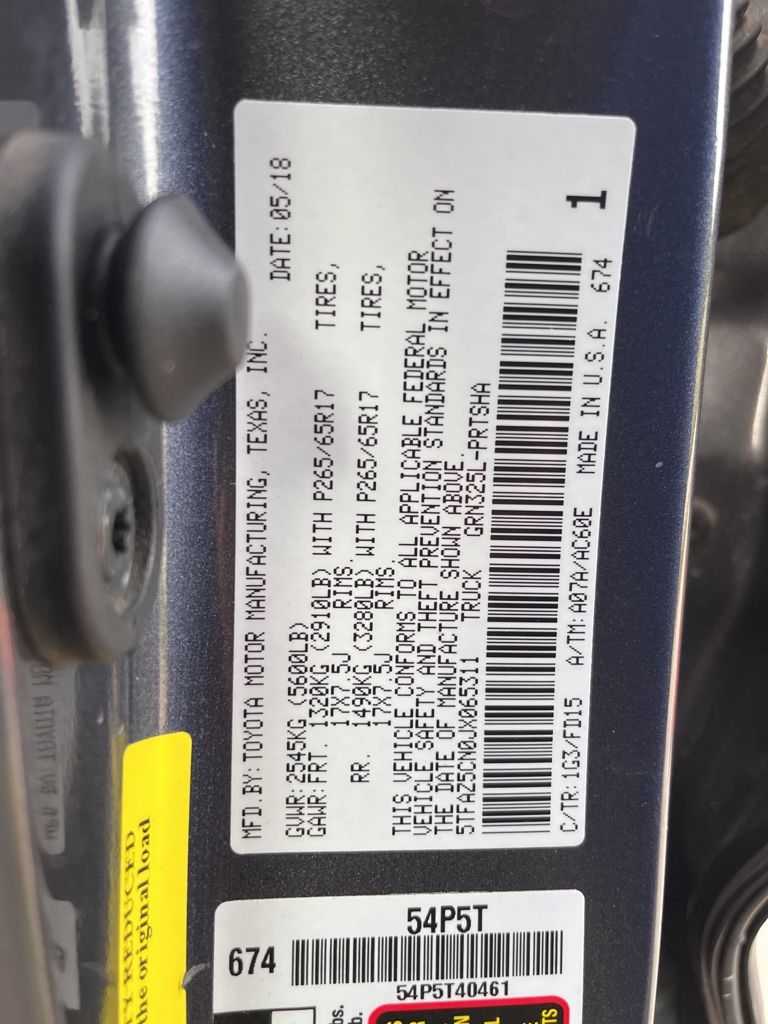 MFD.BY:TOYOTA MOTOR MANUFACTURING, TEXAS, INC.
DATE:05/18
GVWR:2545KG (5600LB)
GAWR:FRT. 1320KG (2910LB) WITH P265/65R17 TIRES,
17X7.5J RIMS.
RR. 1490KG (3280LB) WITH P265/65R17 TIRES,
17X7.5J RIMS.
THIS VEHICLE CONFORMS TO ALL APPLICABLE FEDERAL MOTOR
VEHICLE SAFETY AND THEFT PREVENTION STANDARDS IN EFFECT ON
THE DATE OF MANUFACTURE SHOWN ABOVE.
5TFAZ5CN0JX065311 TRUCK GRN325L-PRTSHA
1
C/TR:1G3/FD15 A/TM:A07A/AC60E MADE IN U.S.A. 674
REDUCED
the original load
54P5T
674
54P5T40461